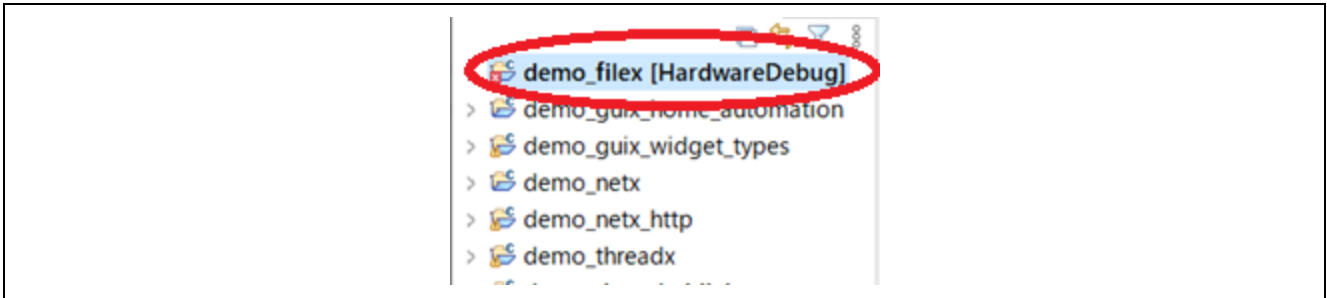 demo_filex [HardwareDebug]
demo_guix_home_automation
demo_guix_widget_types
demo_netx
demo_netx_http
demo_threadx